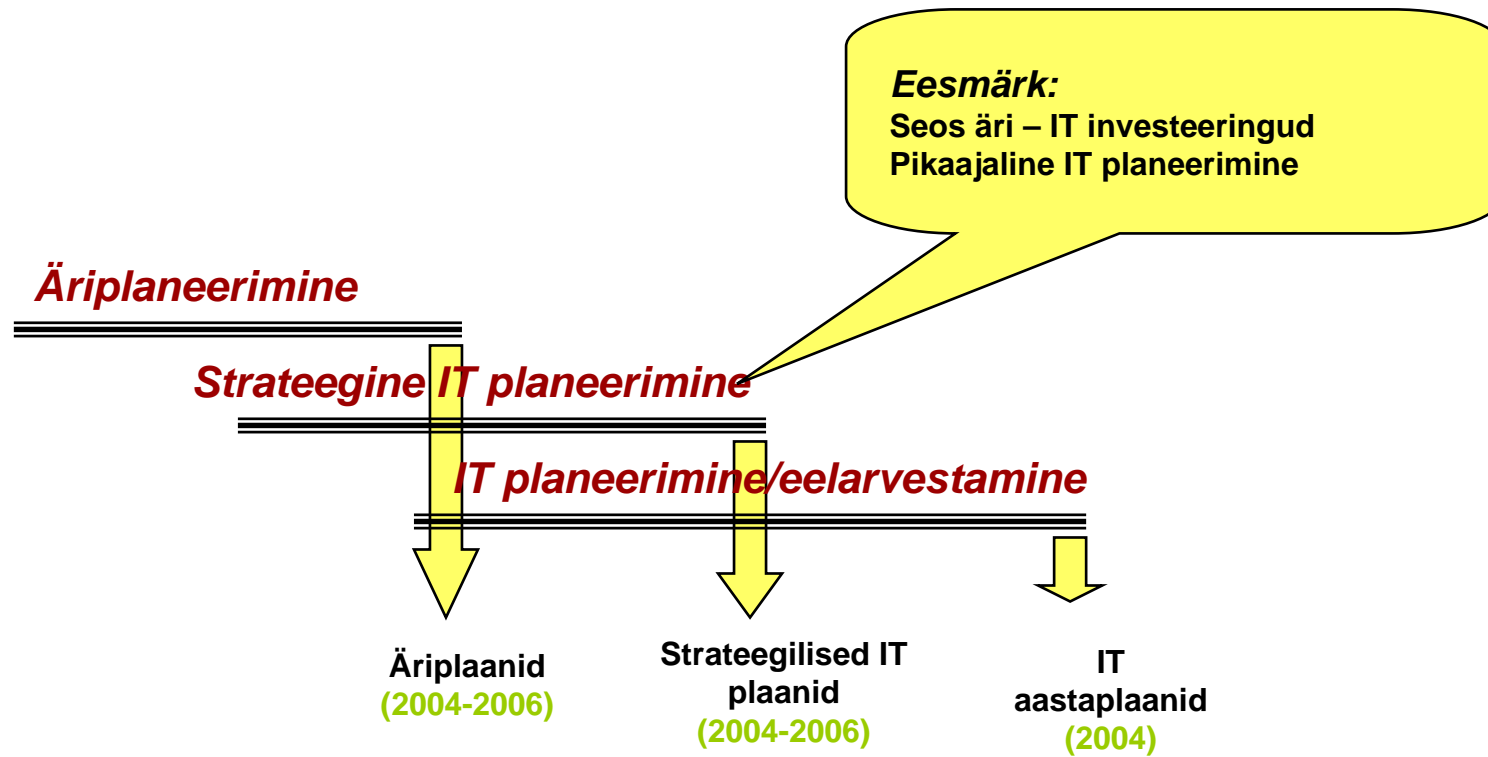 Eesmärk:
Seos äri – IT investeeringud
Pikaajaline IT planeerimine
Äriplaneerimine
Strateegine IT planeerimine
IT planeerimine/eelarvestamine
Äriplaanid
(2004-2006)
Strateegilised IT
plaanid
(2004-2006)
IT
aastaplaanid
(2004)